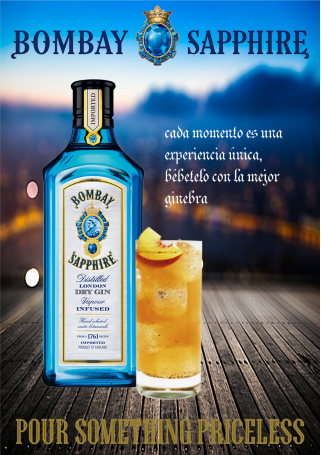 BOMBAY SAPPHIRE
cada momento es una
experiencia única,
bébetelo con la mejor
ginebra
IMPORTED
BOMBAY
SAPPHIRE
Distilled
LONDON
DRY GIN
Vapour
INFUSED
1761
IMPORTED
PRODUCT OF ENGLAND
POUR SOMETHING PRICELESS